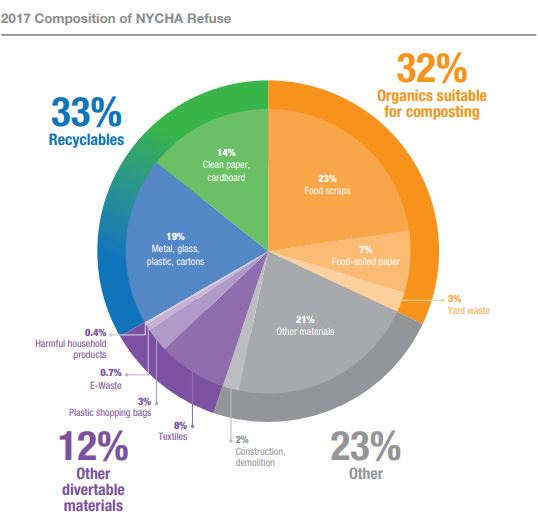 2017 Composition of NYCHA Refuse
32%
Organics suitable
for composting
33%
Recyclables
14%
Clean paper,
cardboard
23%
Food scraps
19%
Metal, glass,
plastic, cartons
7%
Food-soiled paper
3%
Yard waste
21%
Other materials
0.4%
Harmful household
products
0.7%
E-Waste
3%
Plastic shopping bags
8%
Textiles
2%
Construction,
demolition
12%
Other
divertable
materials
23%
Other